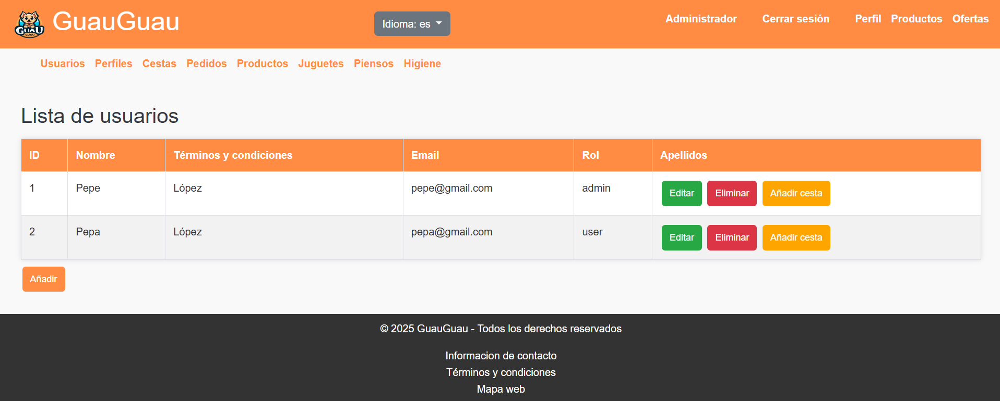 GUAU
GUAU
GuauGuau
Idioma: es
Administrador Cerrar sesión Perfil Productos Ofertas
Usuarios Perfiles Cestas Pedidos Productos Juguetes Piensos Higiene
Lista de usuarios
ID Nombre Términos y condiciones Email Rol Apellidos
1 Pepe López pepe@gmail.com admin Editar Eliminar Añadir cesta
2 Pepa López pepa@gmail.com user Editar Eliminar Añadir cesta
Añadir
© 2025 GuauGuau - Todos los derechos reservados
Informacion de contacto
Términos y condiciones
Mapa web